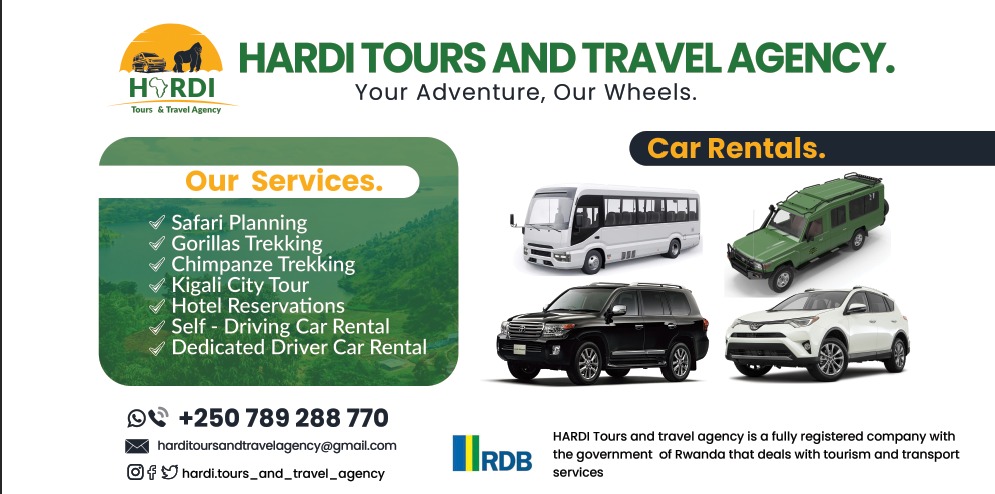 HARDI
Tours & Travel Agency
HARDI TOURS AND TRAVEL AGENCY.
Your Adventure, Our Wheels.
Our Services.
Safari Planning
Gorillas Trekking
Chimpanze Trekking
Kigali City Tour
Hotel Reservations
Self - Driving Car Rental
Dedicated Driver Car Rental
Car Rentals.
+250 789 288 770
harditoursandtravelagency@gmail.com
hardi.tours_and_travel_agency
RDB
HARDI Tours and travel agency is a fully registered company with
the government of Rwanda that deals with tourism and transport
services